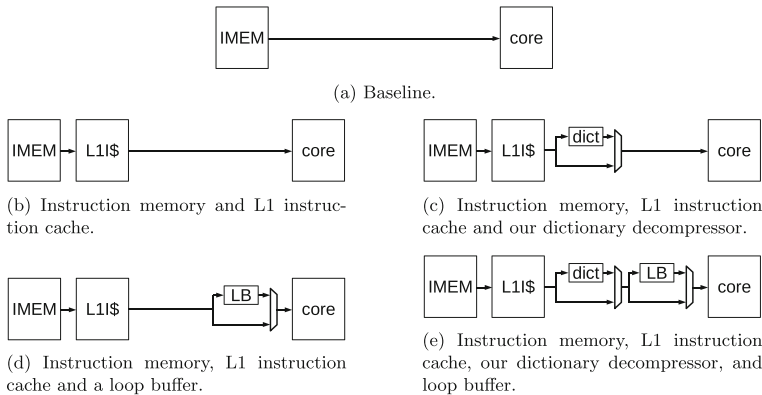 IMEM core
(a) Baseline.
IMEM L1I$ core
(b) Instruction memory and L1 instruc-
tion cache.
IMEM L1I$ dict core
(c) Instruction memory, L1 instruction
cache and our dictionary decompressor.
IMEM L1I$ LB core
(d) Instruction memory, L1 instruction
cache and a loop buffer.
IMEM L1I$ dict LB core
(e) Instruction memory, L1 instruction
cache, our dictionary decompressor, and
loop buffer.